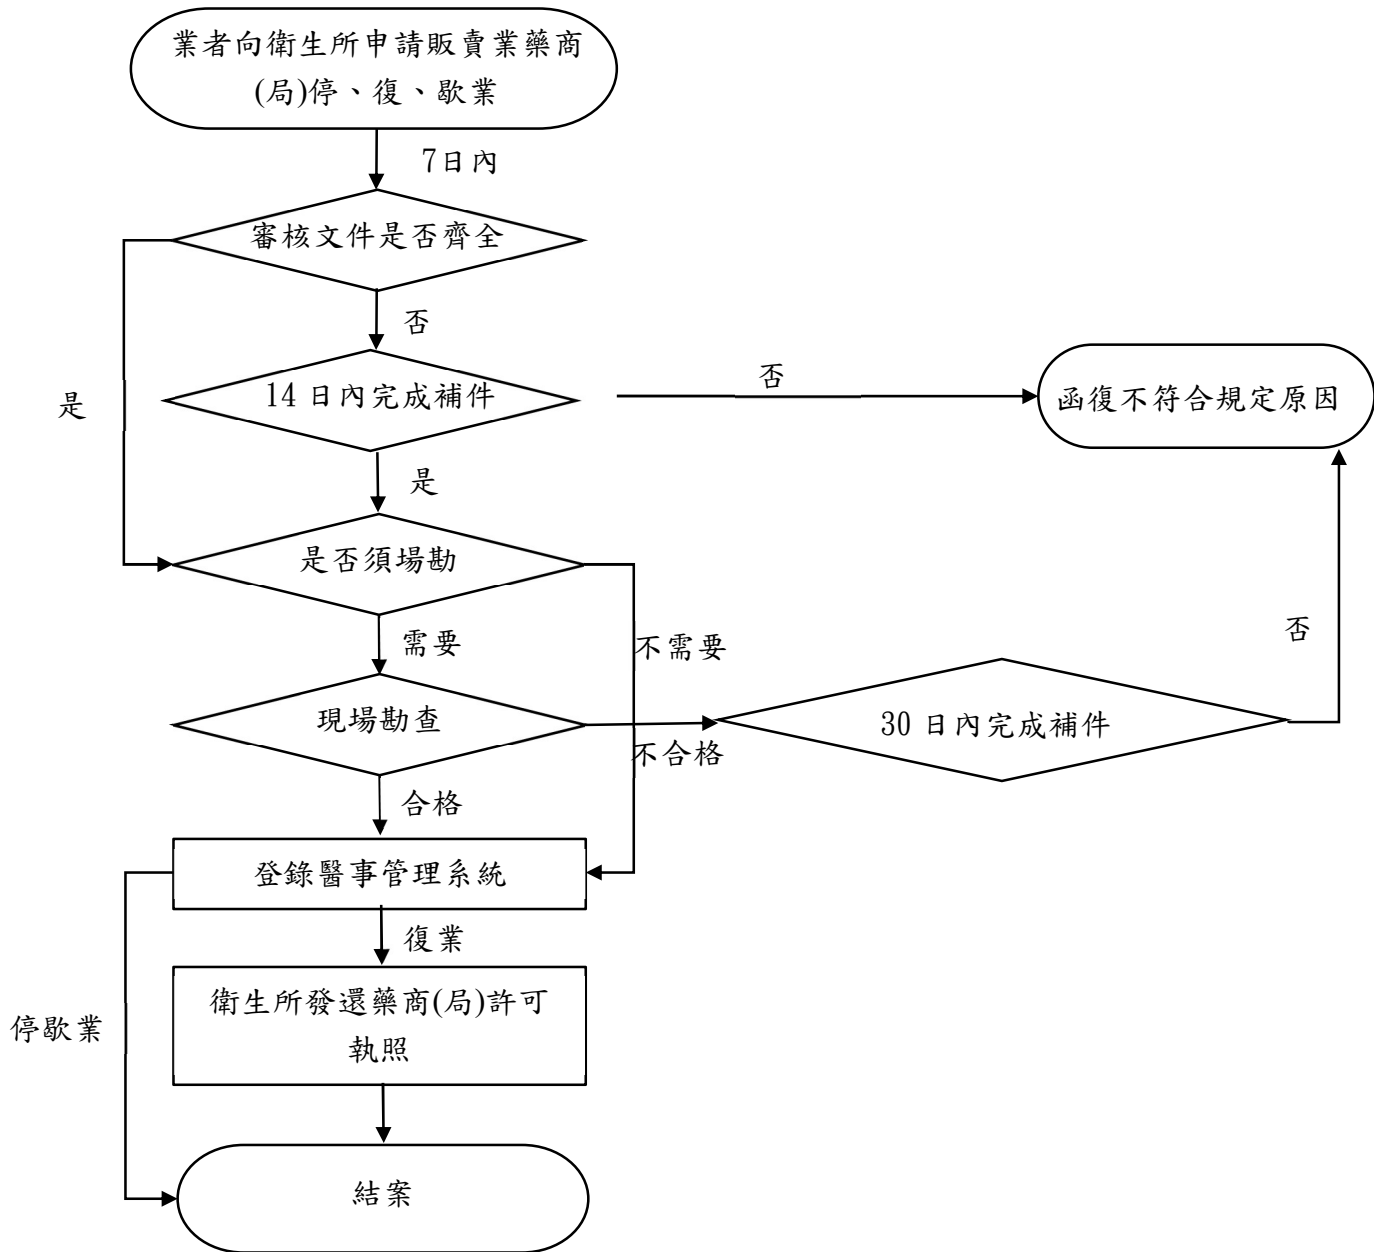 業者向衛生所申請販賣業藥商
(局)停、復、歇業
7日內
審核文件是否齊全
否
14 日內完成補件
否
函復不符合規定原因
是
是
是否須場勘
需要
不需要
否
現場勘查
30 日內完成補件
不合格
合格
登錄醫事管理系統
復業
衛生所發還藥商(局)許可
執照
停歇業
結案